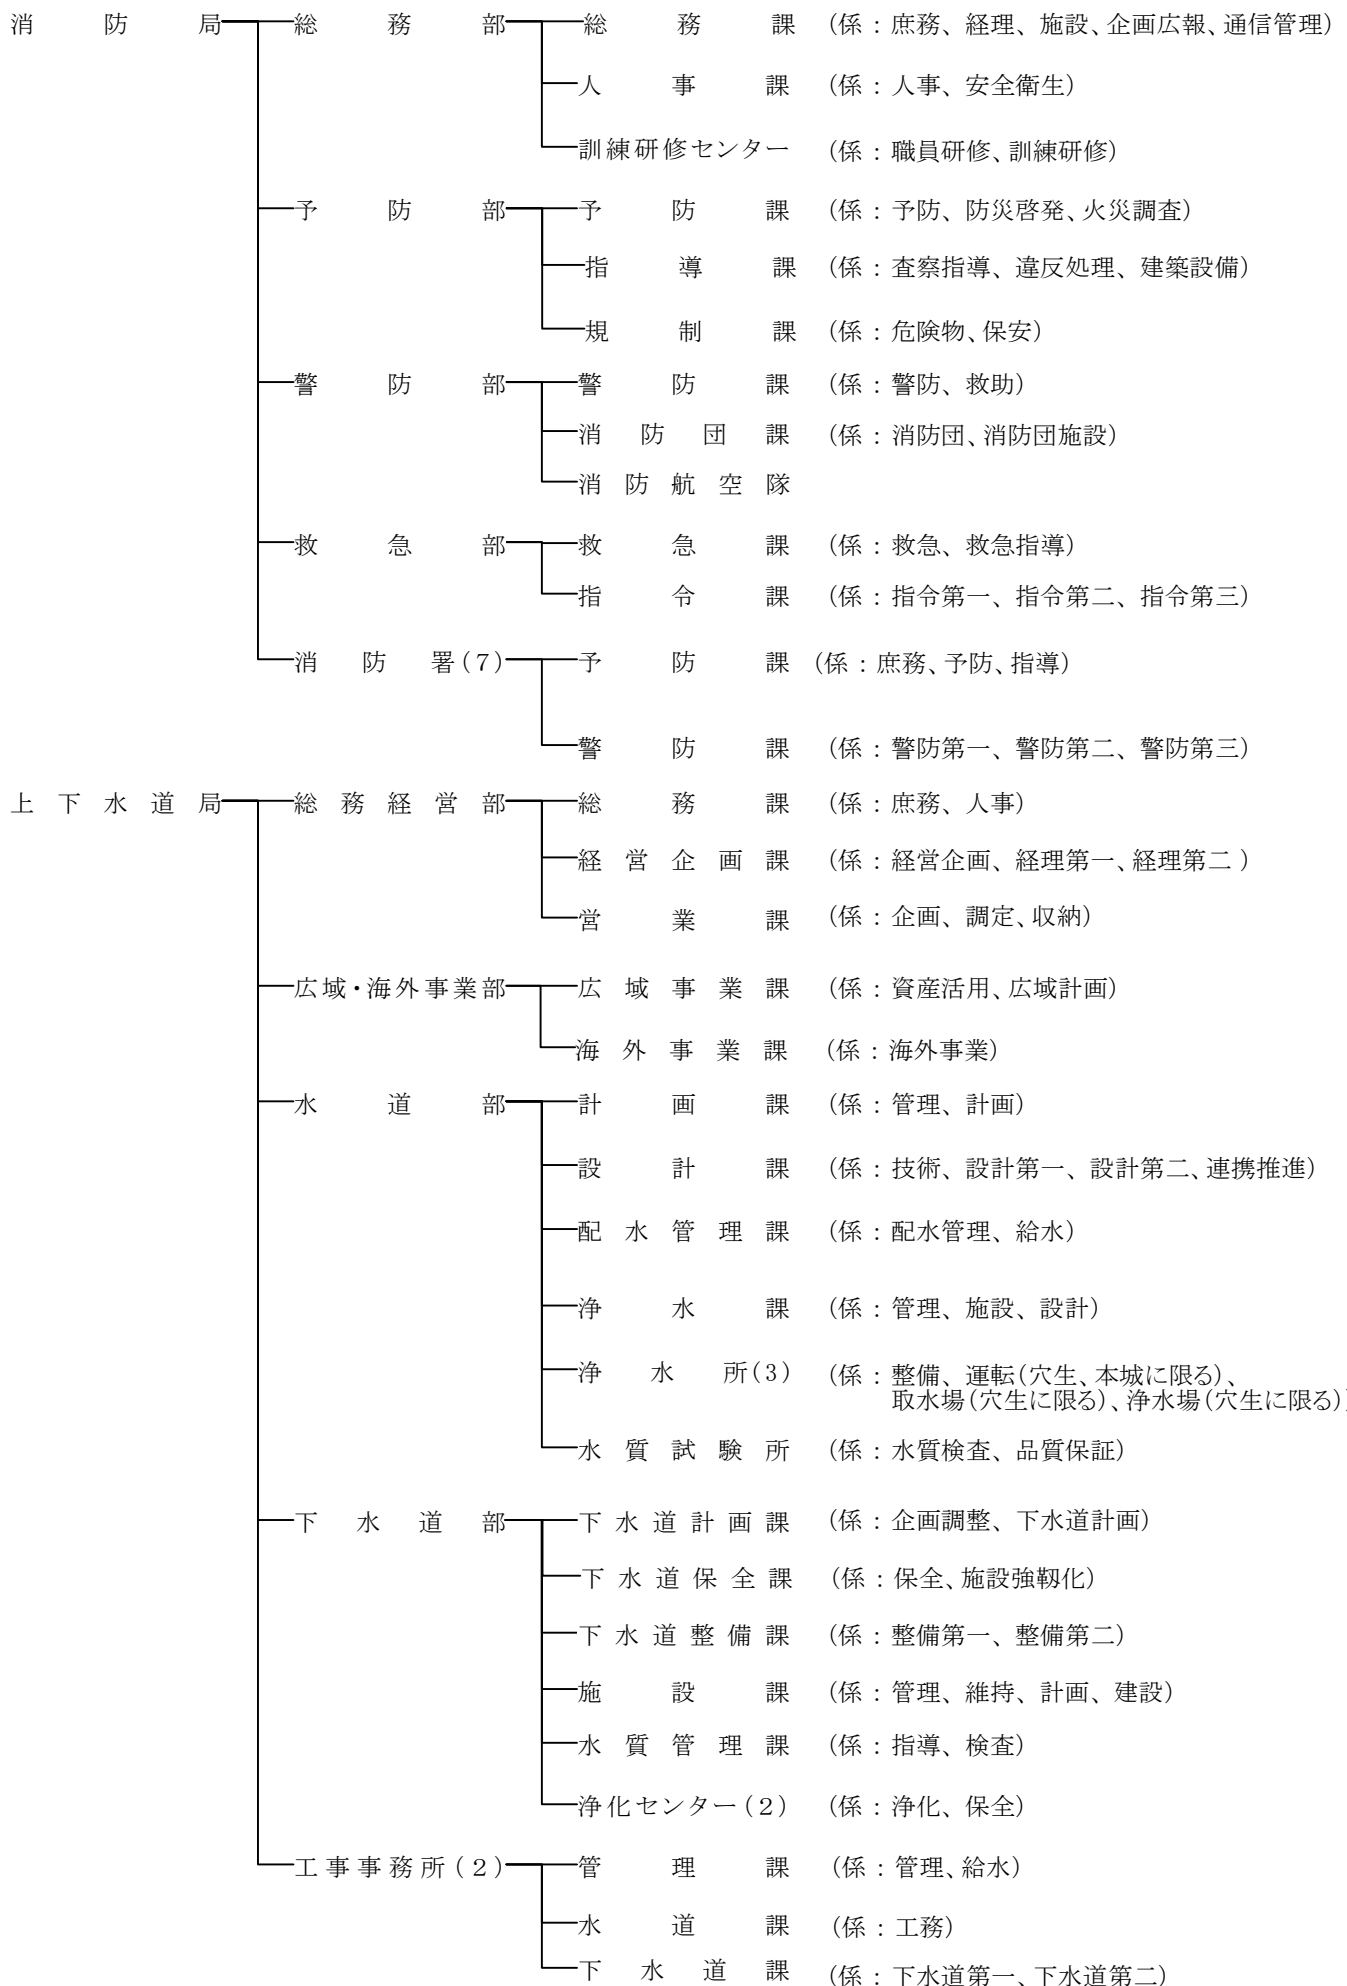 消防局 総務部 総務課 (係:庶務、経理、施設、企画広報、通信管理)
人事課 (係:人事、安全衛生)
訓練研修センター (係:職員研修、訓練研修)
予防部 予防課 (係:予防、防災啓発、火災調査)
指導課 (係:査察指導、違反処理、建築設備)
規制課 (係:危険物、保安)
警防部 警防課 (係:警防、救助)
消防団課 (係:消防団、消防団施設)
消防航空隊
救急部 救急課 (係:救急、救急指導)
指令課 (係:指令第一、指令第二、指令第三)
消防署(7) 予防課 (係:庶務、予防、指導)
警防課 (係:警防第一、警防第二、警防第三)
上下水道局 総務経営部 総務課 (係:庶務、人事)
経営企画課 (係:経営企画、経理第一、経理第二)
営業課 (係:企画、調定、収納)
広域・海外事業部 広域事業課 (係:資産活用、広域計画)
海外事業課 (係:海外事業)
水道部 計画課 (係:管理、計画)
設計課 (係:技術、設計第一、設計第二、連携推進)
配水管理課 (係:配水管理、給水)
浄水課 (係:管理、施設、設計)
浄水所(3) (係:整備、運転(穴生、本城に限る)、
取水場(穴生に限る)、浄水場(穴生に限る))
水質試験所 (係:水質検査、品質保証)
下水道部 下水道計画課 (係:企画調整、下水道計画)
下水道保全課 (係:保全、施設強靱化)
下水道整備課 (係:整備第一、整備第二)
施設課 (係:管理、維持、計画、建設)
水質管理課 (係:指導、検査)
浄化センター(2) (係:浄化、保全)
工事事務所(2) 管理課 (係:管理、給水)
水道課 (係:工務)
下水道課 (係:下水道第一、下水道第二)